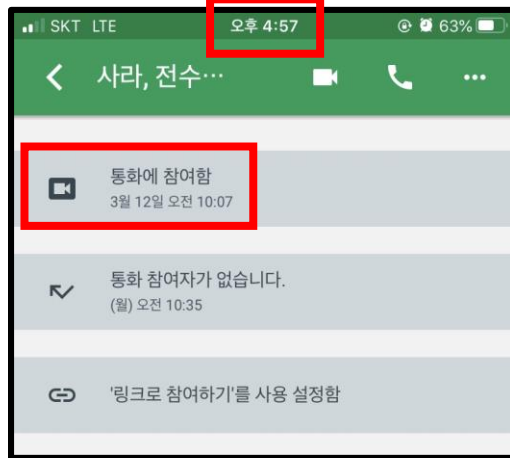 SKT LTE 오후 4:57 63%
사라, 전수…
통화에 참여함
3월 12일 오전 10:07
통화 참여자가 없습니다.
(월) 오전 10:35
'링크로 참여하기'를 사용 설정함